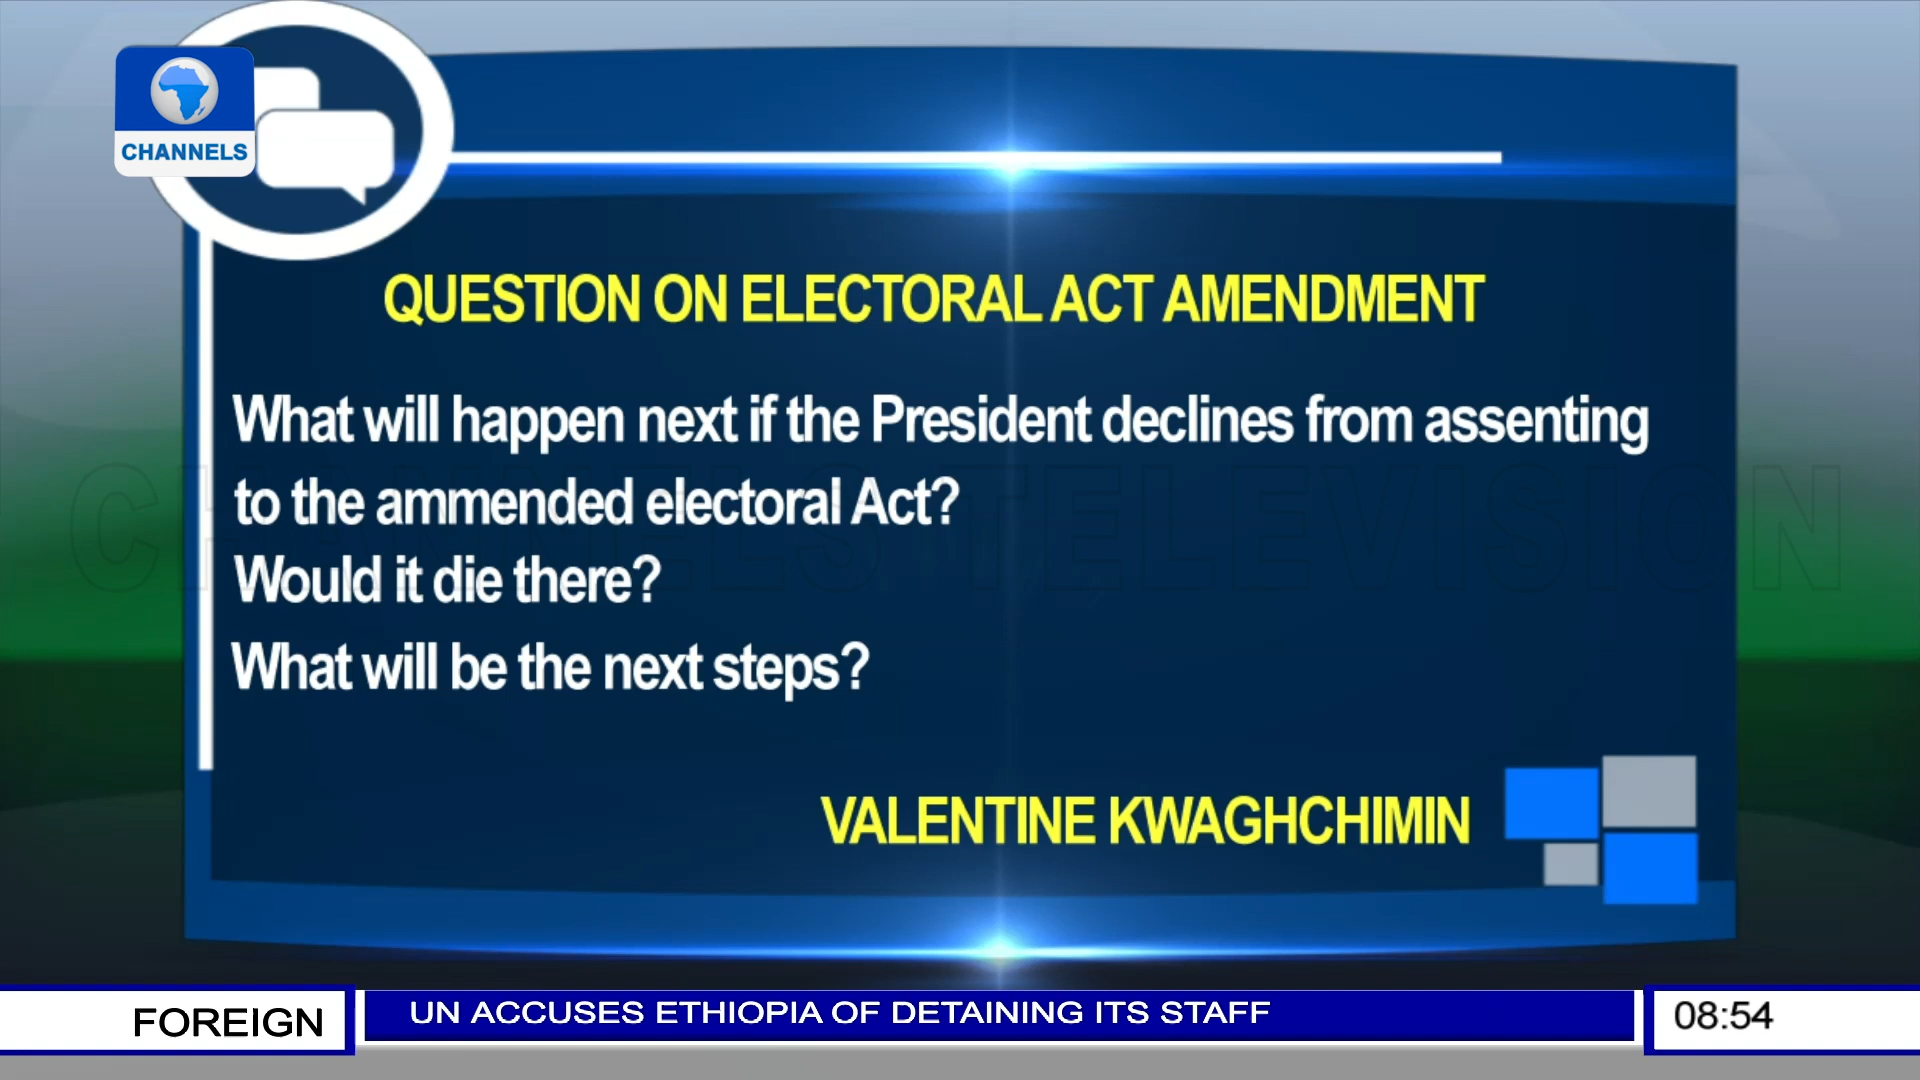 CHANNELS
QUESTION ON ELECTORAL ACT AMENDMENT
What will happen next if the President declines from assenting
to the ammended electoral Act?
Would it die there?
What will be the next steps?
CHANNELS TELEVISION
VALENTINE KWAGHCHIMIN
FOREIGN
UN ACCUSES ETHIOPIA OF DETAINING ITS STAFF
08:54